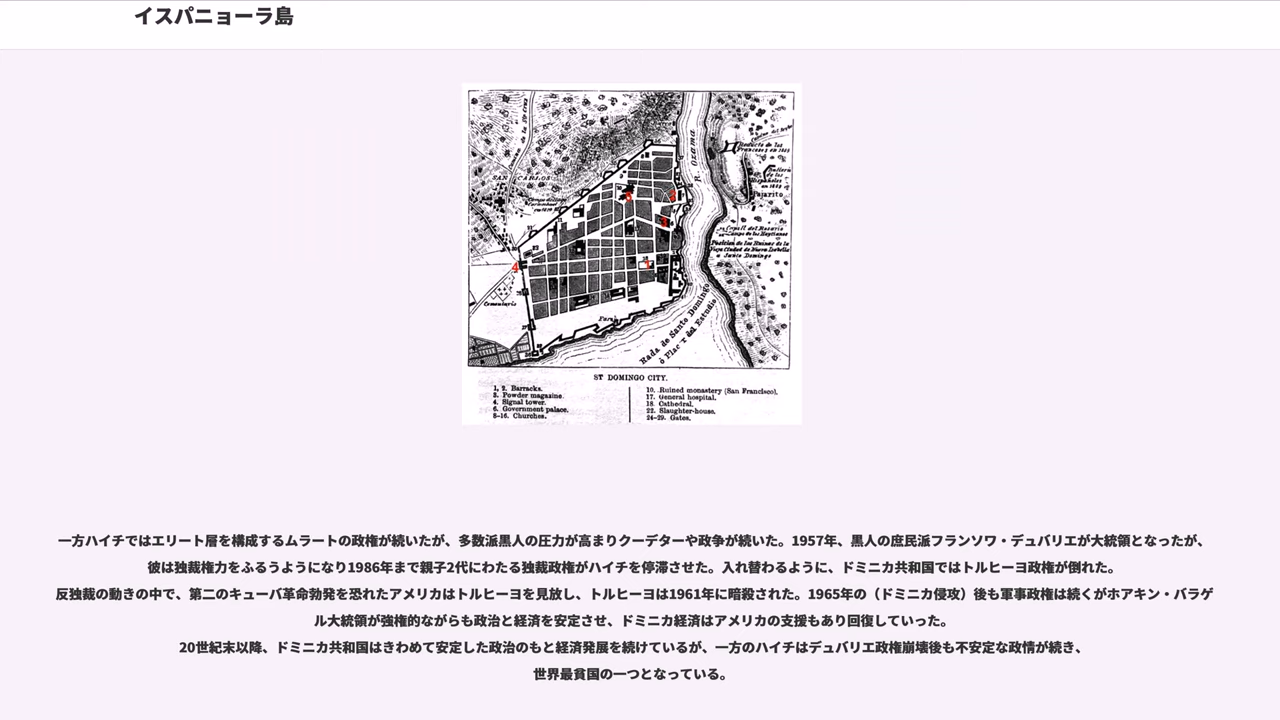 イスパニョーラ島
R. Ozama
SAN CARLOS
Reducto de los
Pajarito
Posicion de las Ruinas de la
á Santo Domingo
Cementario
Rada de Santo Domingo
ST DOMINGO CITY.
1, 2. Barracks.
3. Powder magazine.
4. Signal tower.
6. Government palace.
8-16. Churches.
10. Ruined monastery (San Francisco).
17. General hospital.
18. Cathedral.
22. Slaughter-house.
24-29. Gates.
一方ハイチではエリート層を構成するムラートの政権が続いたが、多数派黒人の圧力が高まりクーデターや政争が続いた。1957年、黒人の庶民派フランソワ・デュバリエが大統領となったが、
彼は独裁権力をふるうようになり1986年まで親子2代にわたる独裁政権がハイチを停滞させた。入れ替わるように、ドミニカ共和国ではトルヒーヨ政権が倒れた。
反独裁の動きの中で、第二のキューバ革命勃発を恐れたアメリカはトルヒーヨを見放し、トルヒーヨは1961年に暗殺された。1965年の（ドミニカ侵攻）後も軍事政権は続くがホアキン・バラゲ
ル大統領が強権的ながらも政治と経済を安定させ、ドミニカ経済はアメリカの支援もあり回復していった。
20世紀末以降、ドミニカ共和国はきわめて安定した政治のもと経済発展を続けているが、一方のハイチはデュバリエ政権崩壊後も不安定な政情が続き、
世界最貧国の一つとなっている。